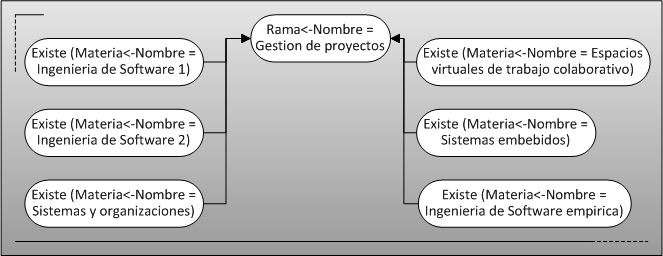 Rama<-Nombre =
Gestion de proyectos
Existe (Materia<-Nombre =
Ingenieria de Software 1)
Existe (Materia<-Nombre =
Ingenieria de Software 2)
Existe (Materia<-Nombre =
Sistemas y organizaciones)
Existe (Materia<-Nombre = Espacios
virtuales de trabajo colaborativo)
Existe (Materia<-Nombre =
Sistemas embebidos)
Existe (Materia<-Nombre =
Ingenieria de Software empirica)